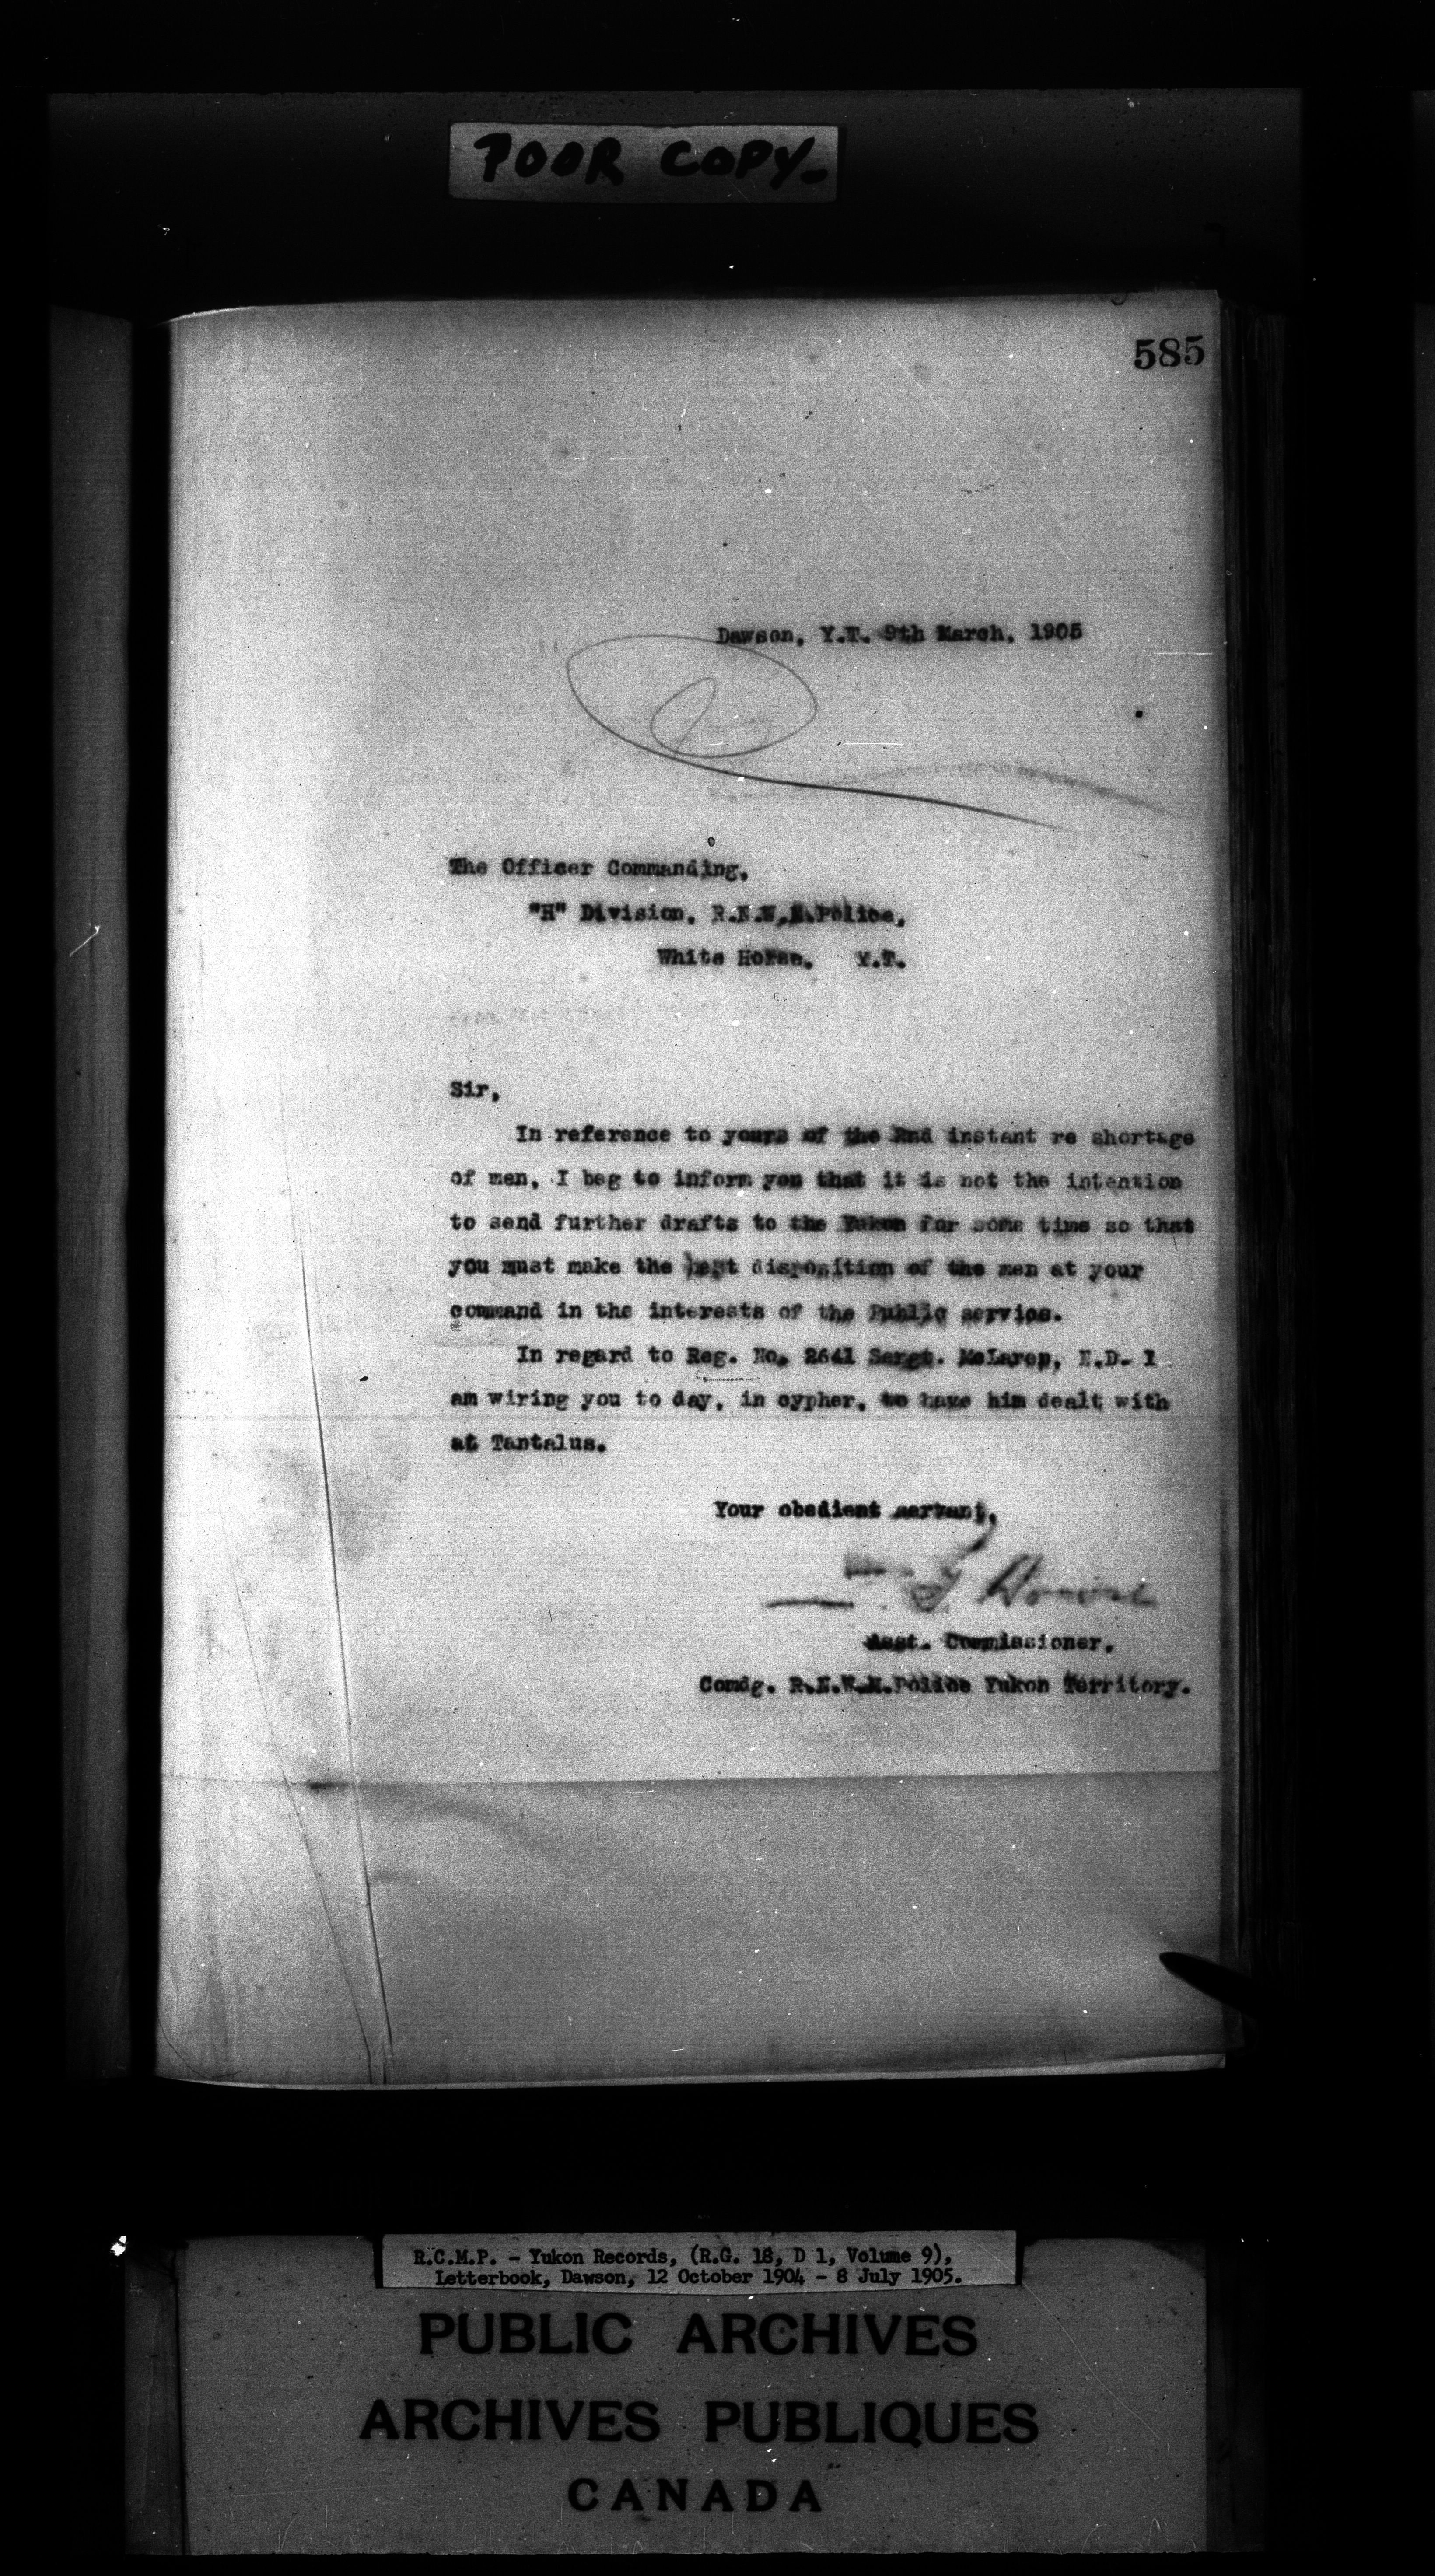 POOR COPY-
585
Dawson, Y.T. 9th March, 1905
The Officer Commanding,
"H" Division, R.N.W.M.Police,
White Horse, Y.T.
Sir,
In reference to yours of the 2nd instant re shortage
of men, I beg to inform you that it is not the intention
to send further drafts to the Yukon for some time so that
you must make the best disposition of the men at your
command in the interests of the Public service.
In regard to Reg. No. 2641 Sergt. McLaren, N.D. I
am wiring you to day, in cypher, to have him dealt with
at Tantalus.
Your obedient servant,
Asst. Commissioner,
Comdg. R.N.W.M.Police Yukon Territory.
R.C.M.P. - Yukon Records, (R.G. 18, D 1, Volume 9),
Letterbook, Dawson, 12 October 1904 - 8 July 1905.
PUBLIC ARCHIVES
ARCHIVES PUBLIQUES
CANADA